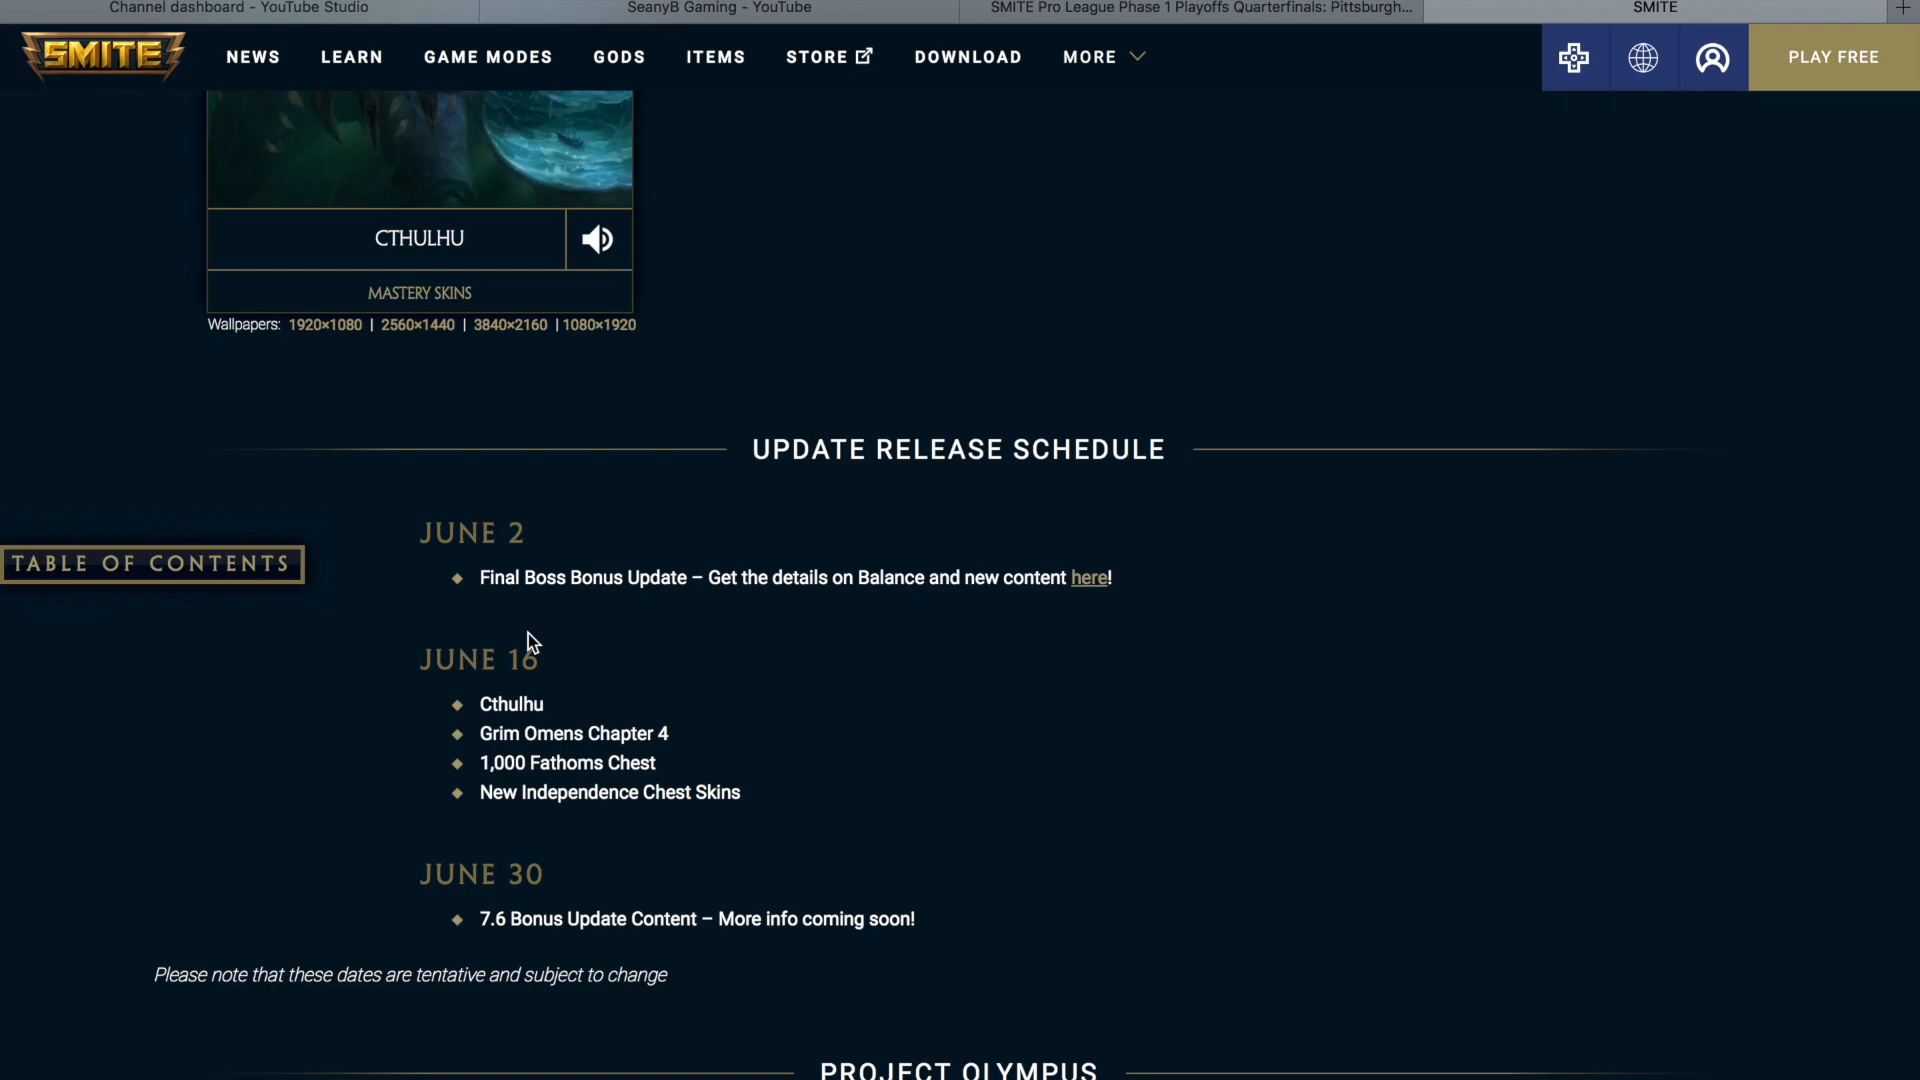 Channel dashboard - YouTube Studio
SeanyB Gaming - YouTube
SMITE Pro League Phase 1 Playoffs Quarterfinals: Pittsburgh...
SMITE
SMITE
NEWS
LEARN
GAME MODES
GODS
ITEMS
STORE
DOWNLOAD
MORE
PLAY FREE
CTHULHU
MASTERY SKINS
Wallpapers: 1920×1080 | 2560×1440 | 3840×2160 | 1080×1920
UPDATE RELEASE SCHEDULE
JUNE 2
Final Boss Bonus Update – Get the details on Balance and new content here!
TABLE OF CONTENTS
JUNE 16
Cthulhu
Grim Omens Chapter 4
1,000 Fathoms Chest
New Independence Chest Skins
JUNE 30
7.6 Bonus Update Content – More info coming soon!
Please note that these dates are tentative and subject to change
PROJECT OLYMPUS